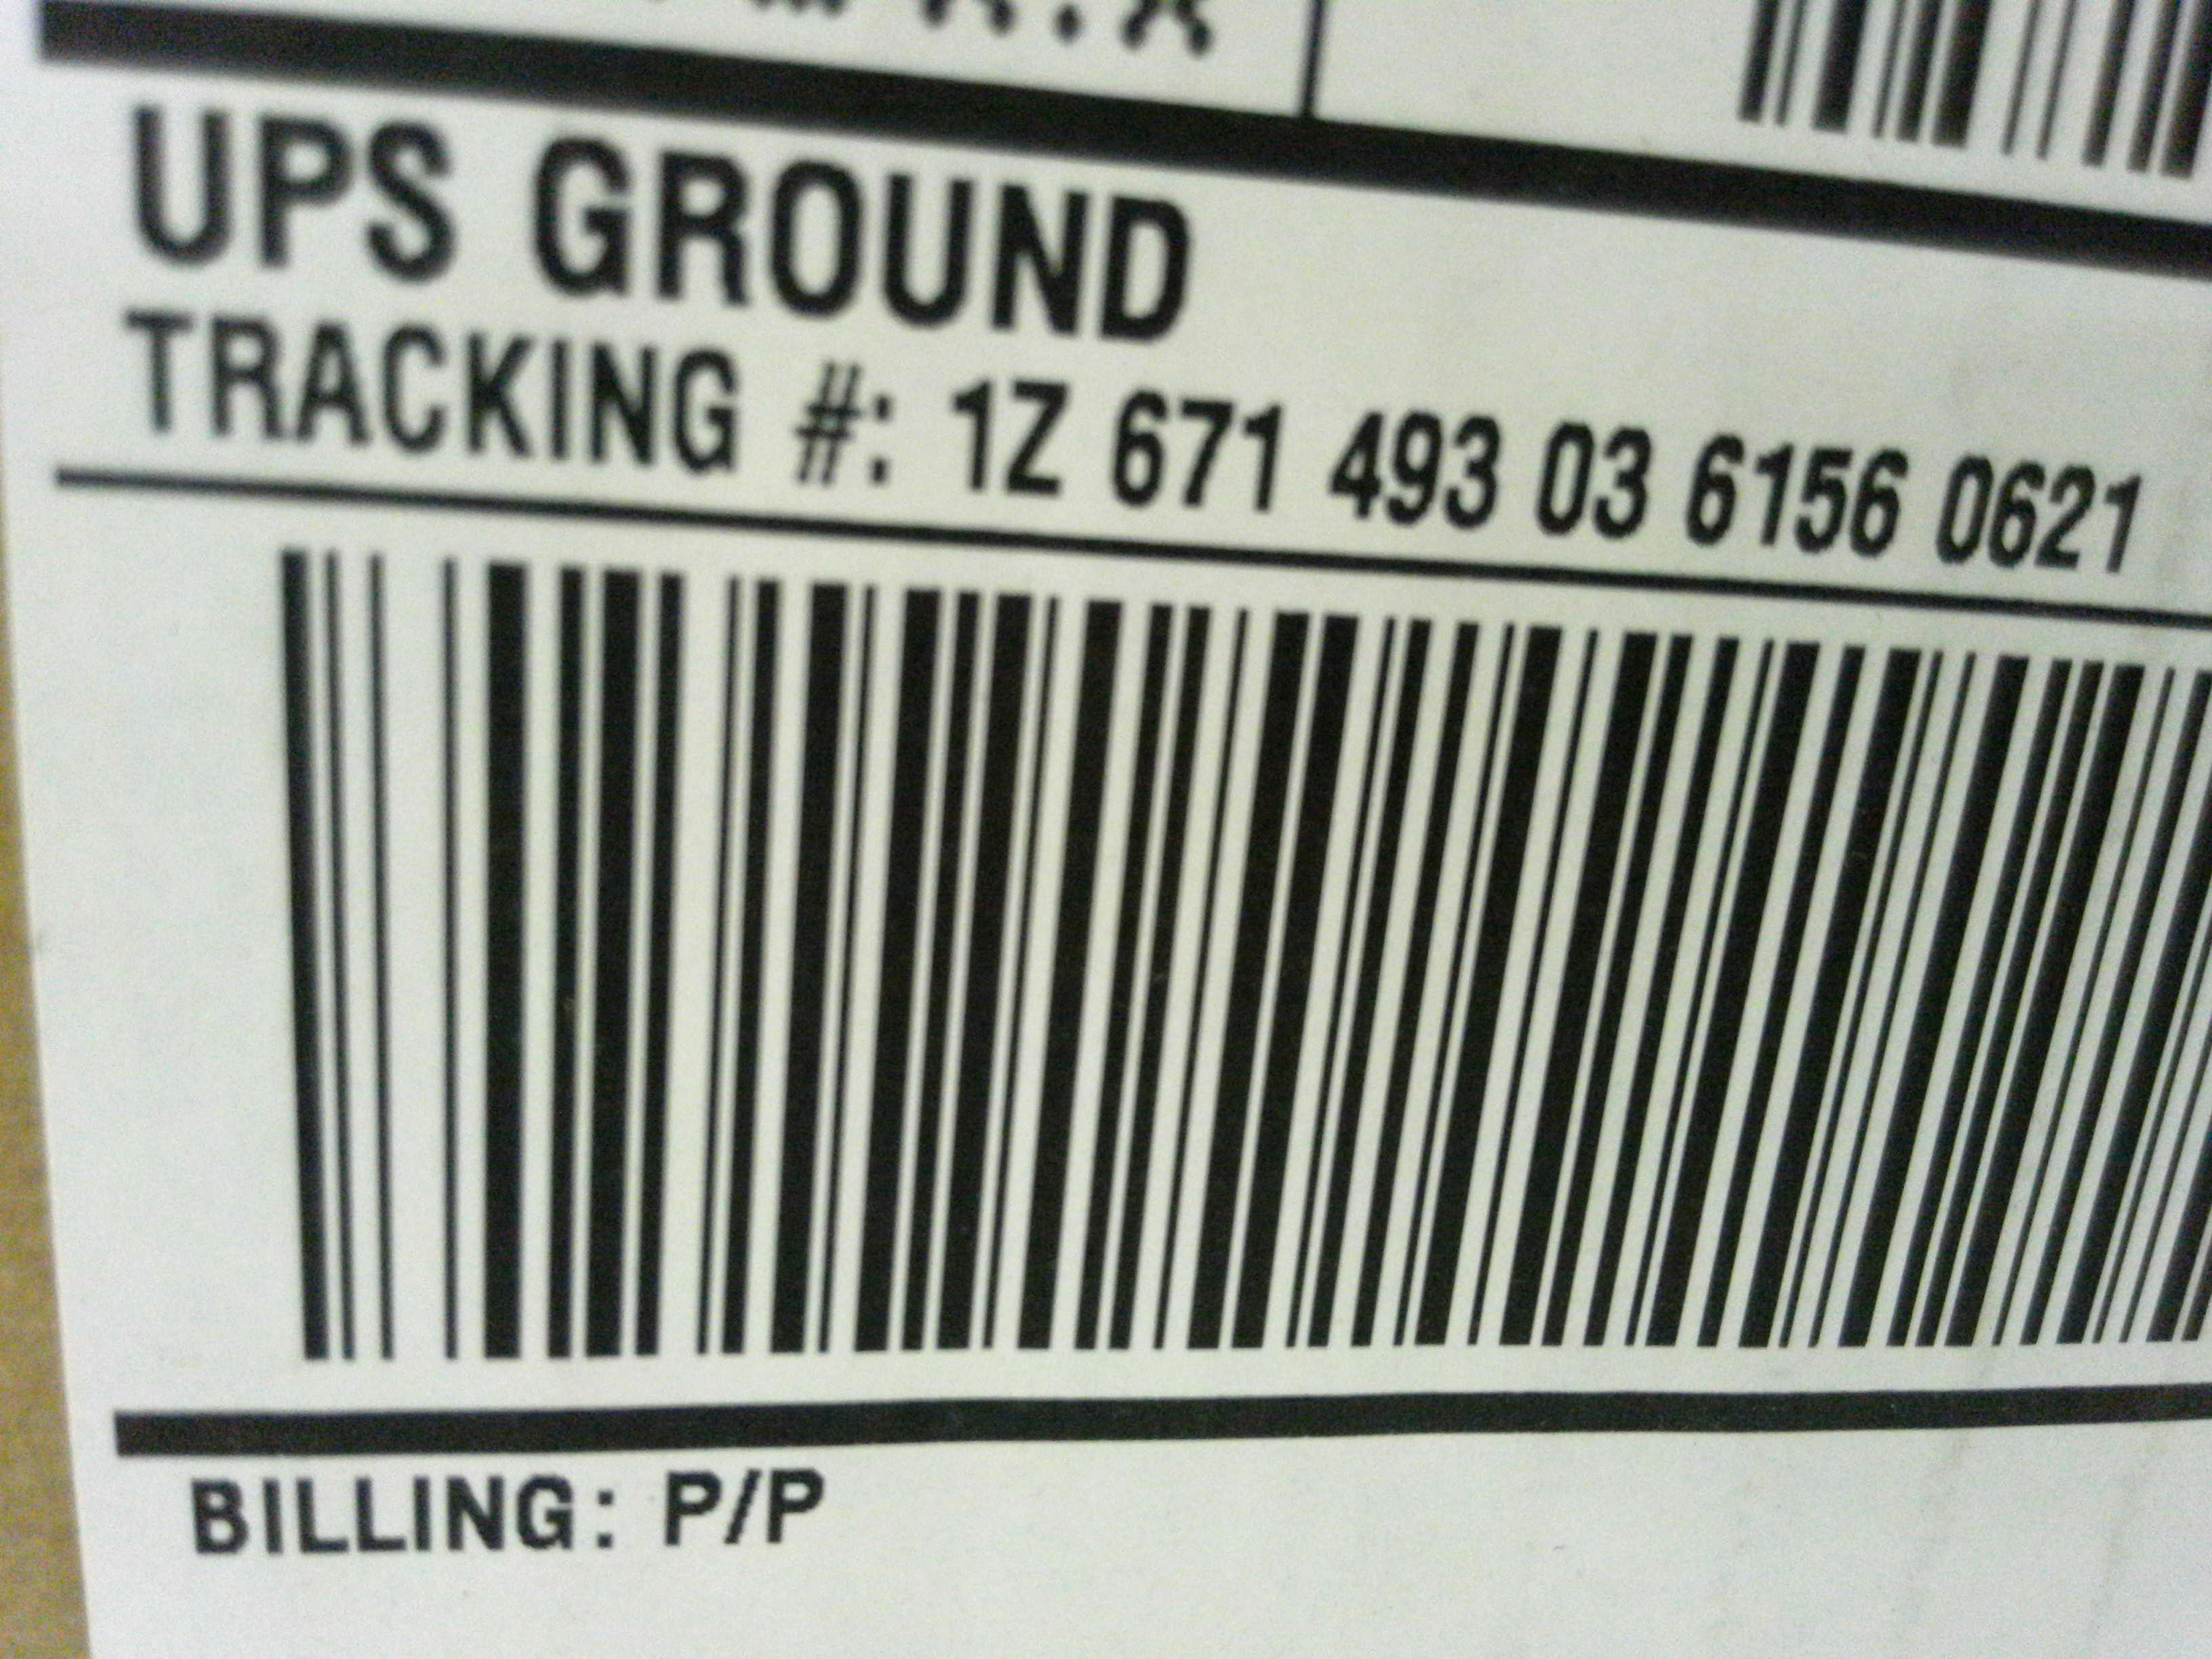 UPS GROUND
TRACKING #: 1Z 671 493 03 6156 0621
BILLING: P/P